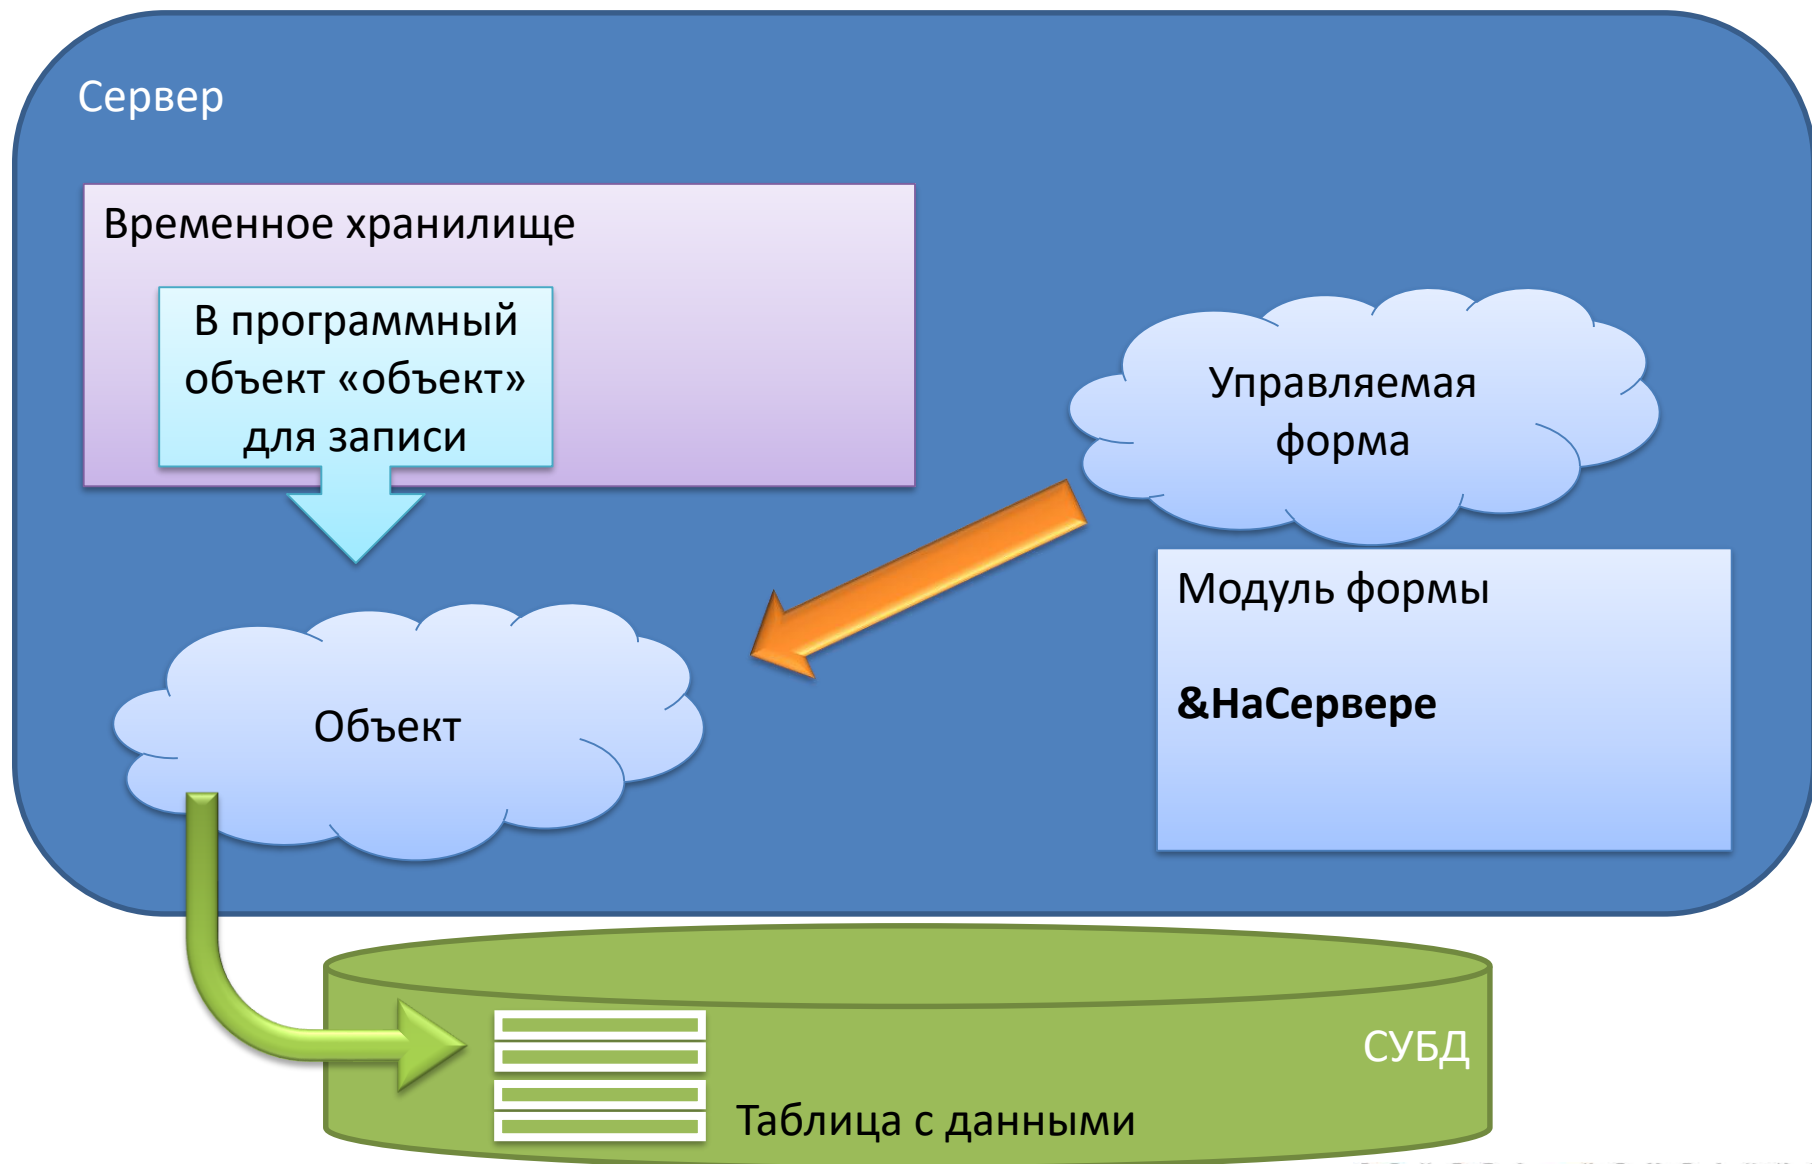 Сервер
Временное хранилище
В программный
объект «объект»
для записи
Управляемая
форма
Модуль формы
&НаСервере
Объект
СУБД
Таблица с данными